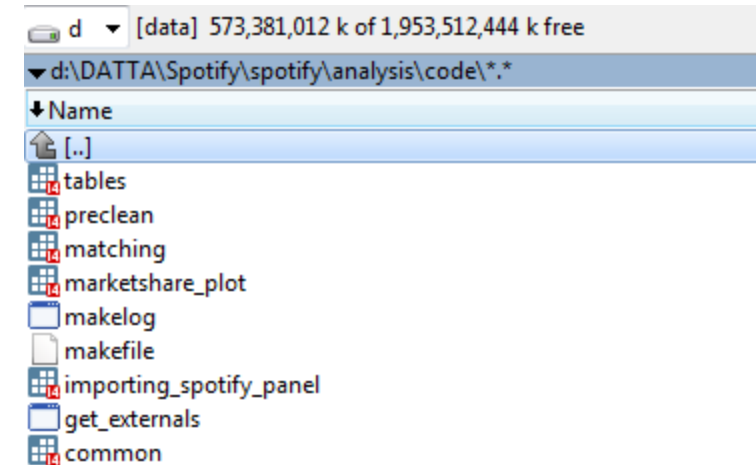 d [data] 573,381,012 k of 1,953,512,444 k free
d:\DATTA\Spotify\spotify\analysis\code\*.*
Name
[..]
tables
preclean
matching
marketshare_plot
makelog
makefile
importing_spotify_panel
get_externals
common